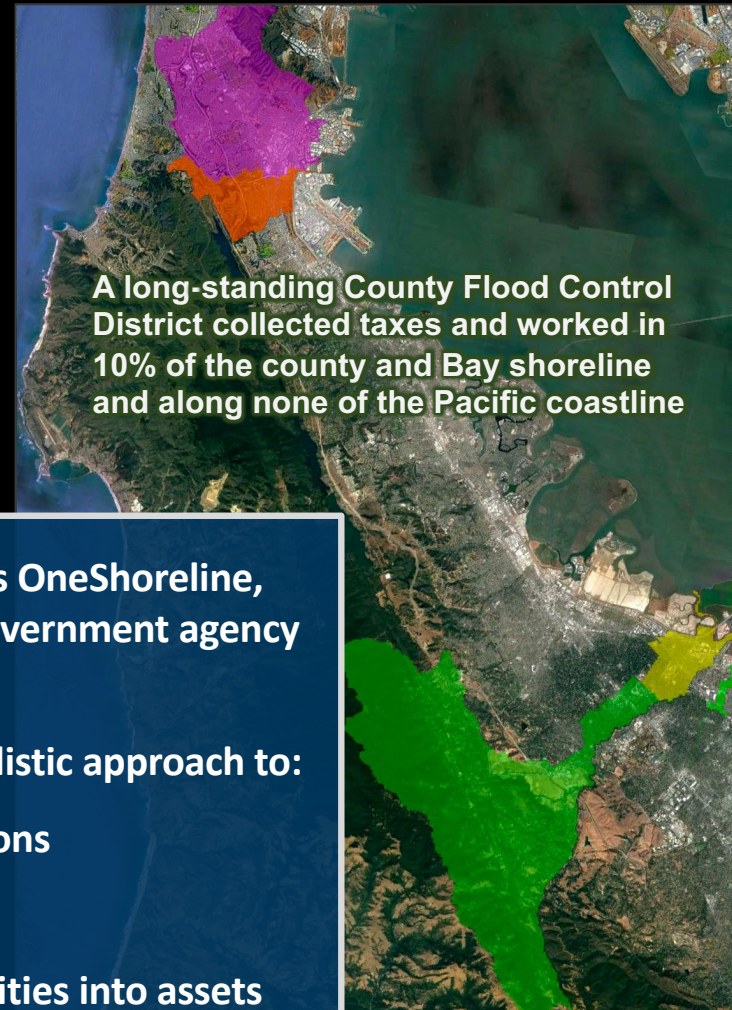 A long-standing County Flood Control
District collected taxes and worked in
10% of the county and Bay shoreline
and along none of the Pacific coastline
s OneShoreline,
vernment agency
listic approach to:
ons
ities into assets